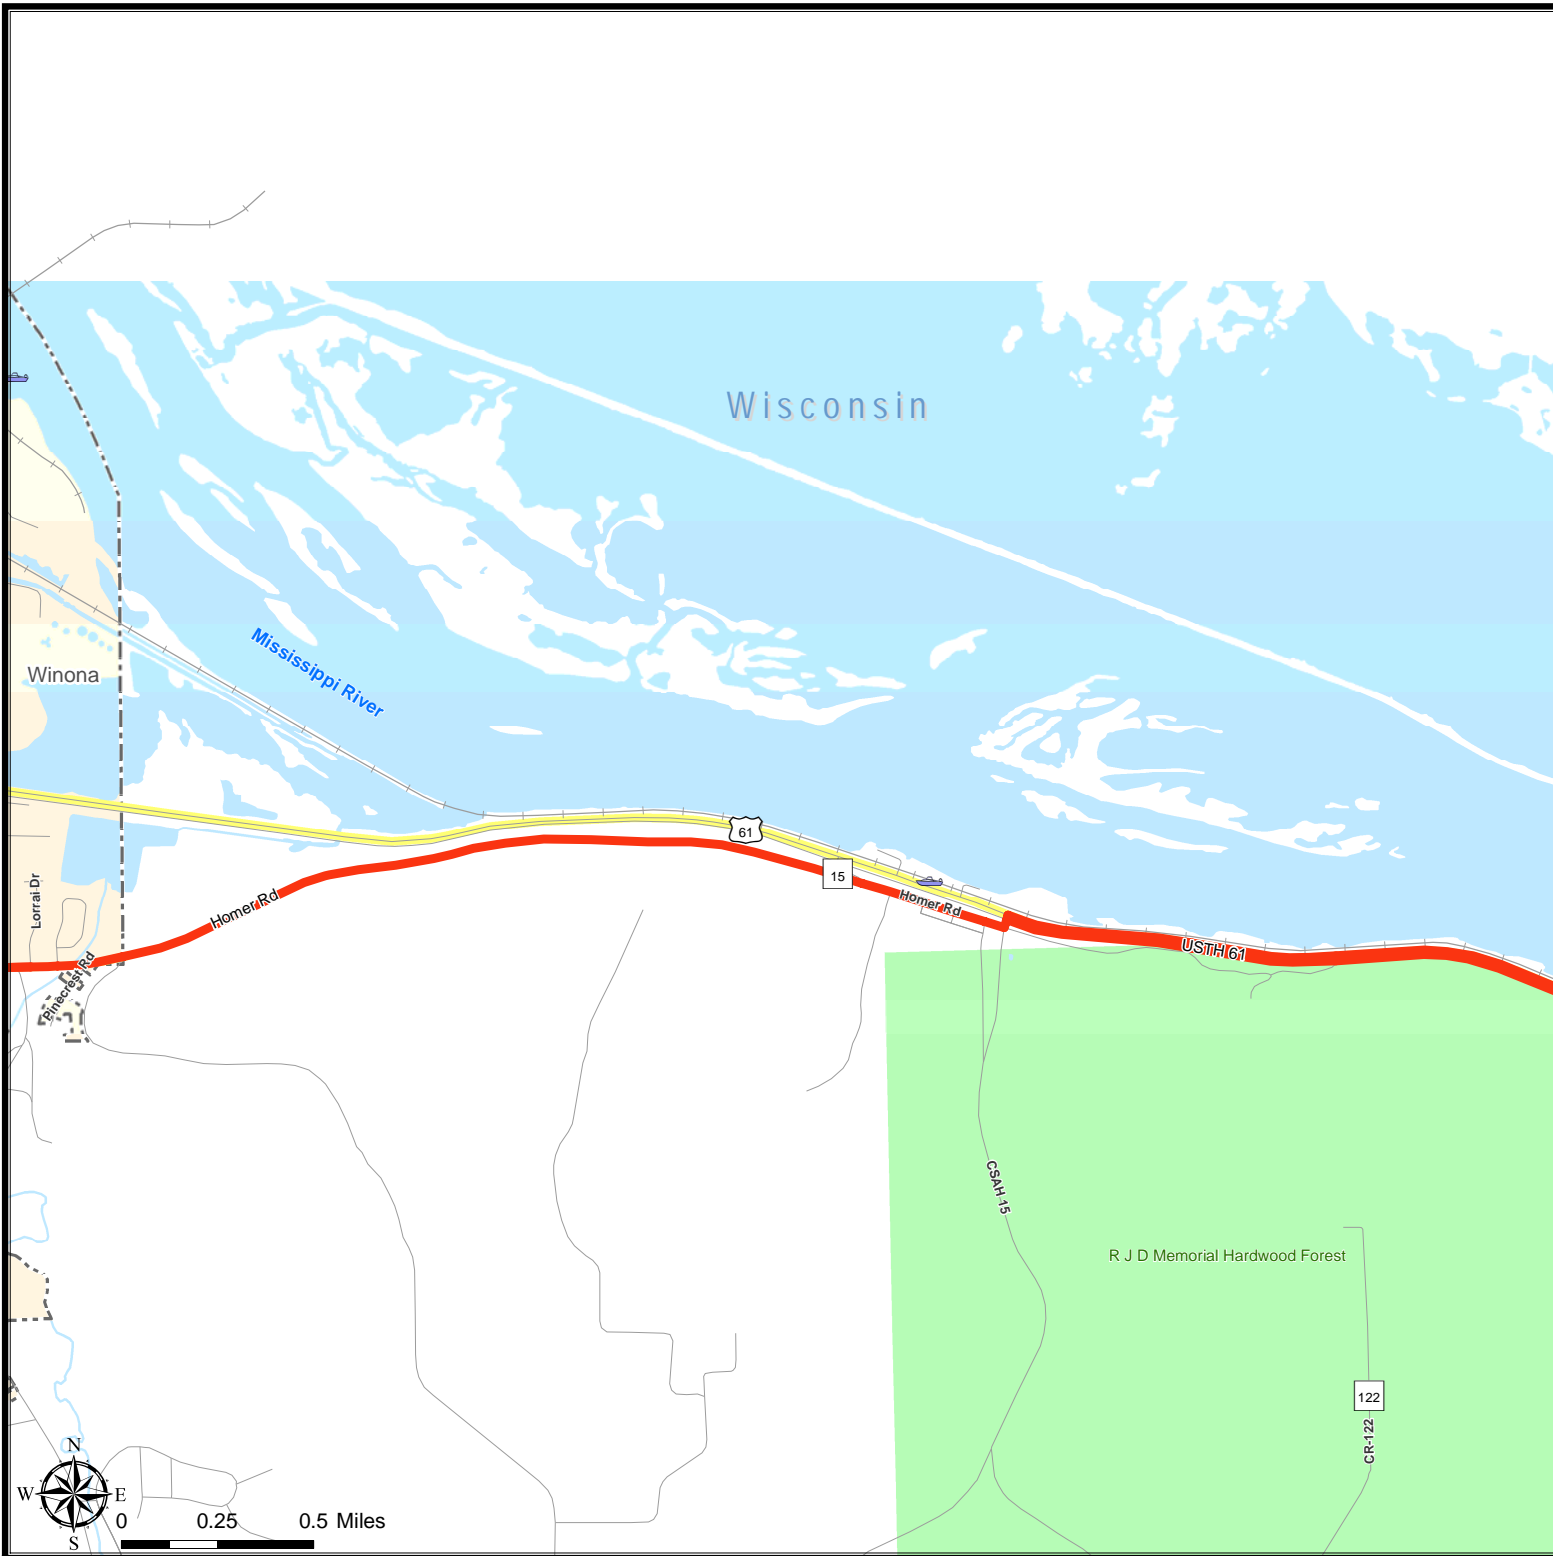 Wisconsin
Mississippi River
Winona
61
15
Lorrai Dr
Homer Rd
Homer Rd
USTH 61
Pinecrest Rd
CSAH 15
R J D Memorial Hardwood Forest
122
CR-122
N
W
E
S
0 0.25 0.5 Miles